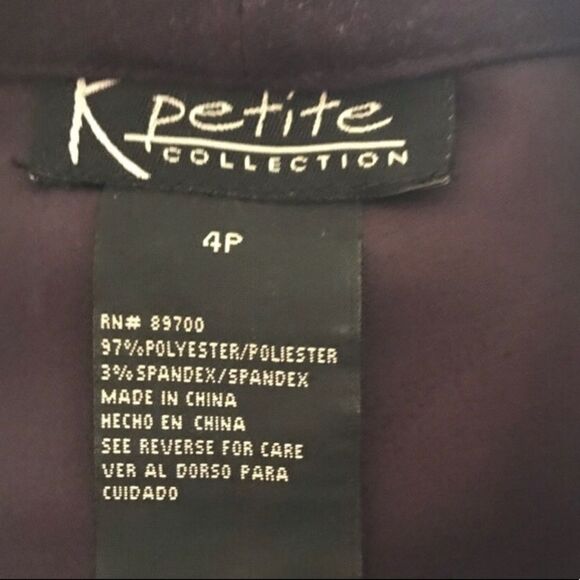 K petite
COLLECTION
4P
RN# 89700
97%POLYESTER/POLIESTER
3%SPANDEX/SPANDEX
MADE IN CHINA
HECHO EN CHINA
SEE REVERSE FOR CARE
VER AL DORSO PARA
CUIDADO